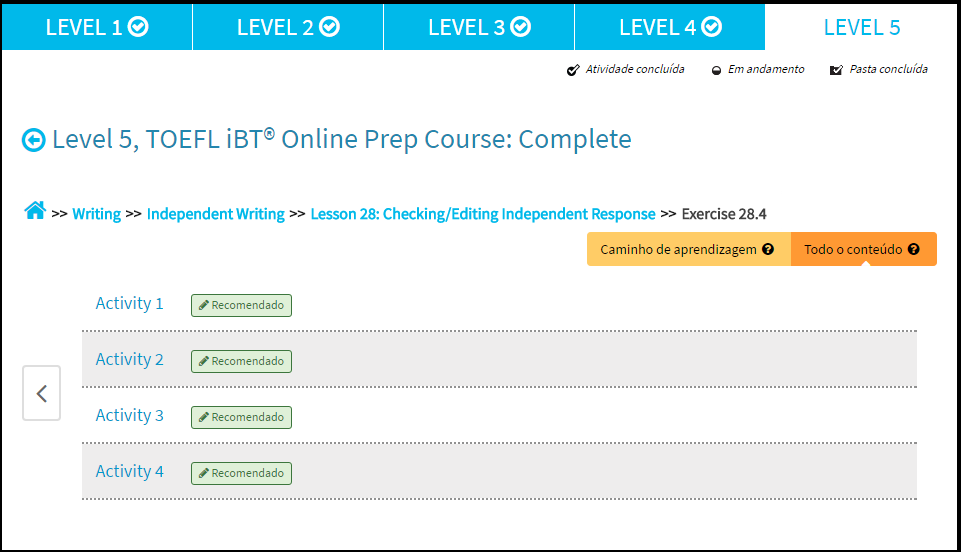 LEVEL 1 LEVEL 2 LEVEL 3 LEVEL 4 LEVEL 5
Atividade concluída Em andamento Pasta concluída
Level 5, TOEFL iBT® Online Prep Course: Complete
>> Writing >> Independent Writing >> Lesson 28: Checking/Editing Independent Response >> Exercise 28.4
Caminho de aprendizagem Todo o conteúdo
Activity 1 Recomendado
Activity 2 Recomendado
Activity 3 Recomendado
Activity 4 Recomendado